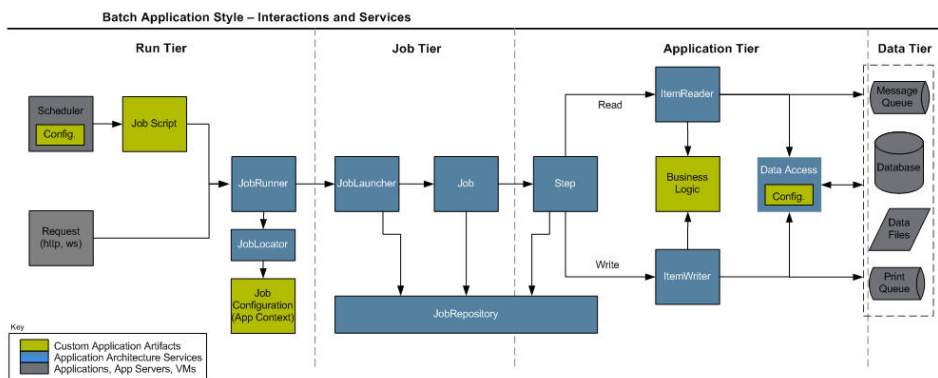 Batch Application Style – Interactions and Services
Run Tier
Job Tier
Application Tier
Data Tier
Scheduler
Config.
Job Script
Request
(http, ws)
JobRunner
JobLocator
Job
Configuration
(App Context)
JobLauncher
Job
Step
JobRepository
Read
Write
ItemReader
Business
Logic
ItemWriter
Data Access
Config.
Message
Queue
Database
Data
Files
Print
Queue
Key
Custom Application Artifacts
Application Architecture Services
Applications, App Servers, VMs